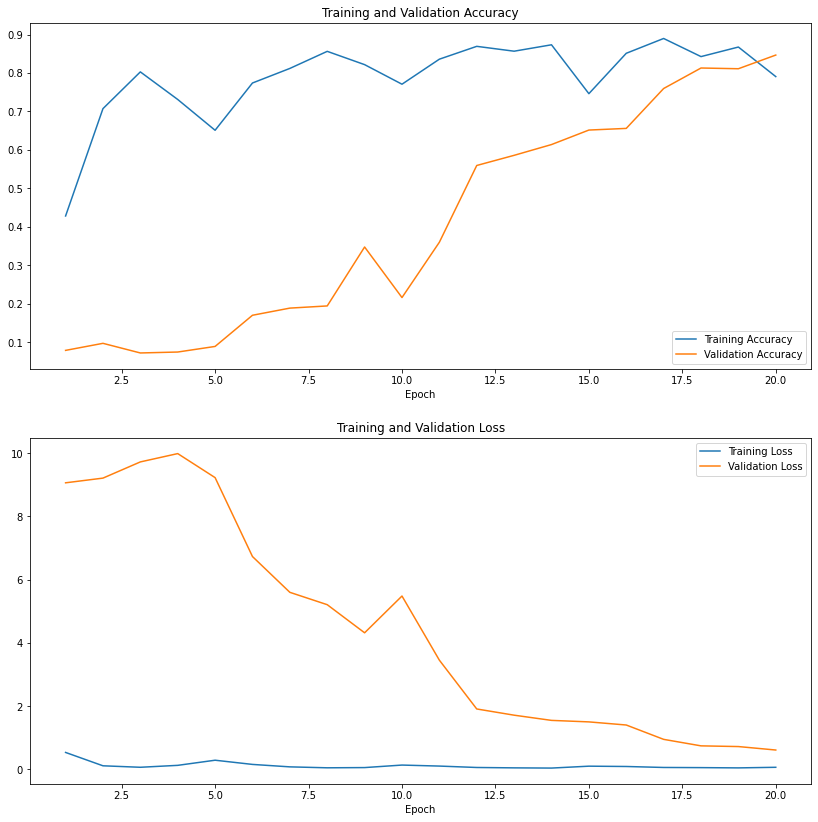 Training and Validation Accuracy
0.9
0.8
0.7
0.6
0.5
0.4
0.3
0.2
0.1
Training Accuracy
Validation Accuracy
2.5 5.0 7.5 10.0 12.5 15.0 17.5 20.0
Epoch
Training and Validation Loss
Training Loss
Validation Loss
10
8
6
4
2
0
2.5 5.0 7.5 10.0 12.5 15.0 17.5 20.0
Epoch